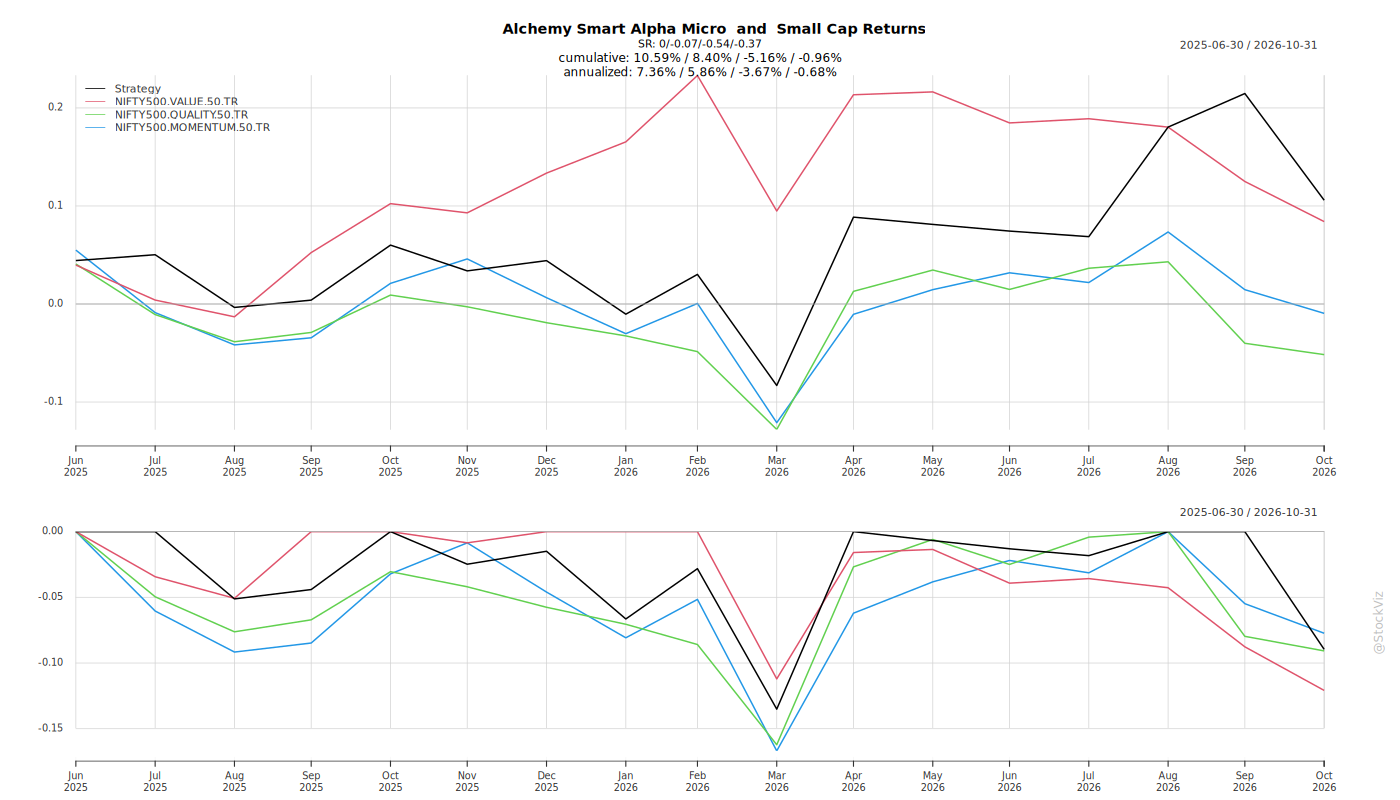 Alchemy Smart Alpha Micro  and  Small Cap Returns
SR: 0/-0.07/-0.54/-0.37
2025-06-30 / 2026-10-31
cumulative: 10.59% / 8.40% / -5.16% / -0.96%
annualized: 7.36% / 5.86% / -3.67% / -0.68%
Strategy
NIFTY500.VALUE.50.TR
NIFTY500.QUALITY.50.TR
NIFTY500.MOMENTUM.50.TR
0.2
0.1
0.0
-0.1
Jun Jul Aug Sep Oct Nov Dec Jan Feb Mar Apr May Jun Jul Aug Sep Oct
2025 2025 2025 2025 2025 2025 2025 2026 2026 2026 2026 2026 2026 2026 2026 2026 2026
2025-06-30 / 2026-10-31
0.00
-0.05
-0.10
-0.15
Jun Jul Aug Sep Oct Nov Dec Jan Feb Mar Apr May Jun Jul Aug Sep Oct
2025 2025 2025 2025 2025 2025 2025 2026 2026 2026 2026 2026 2026 2026 2026 2026 2026
@StockViz